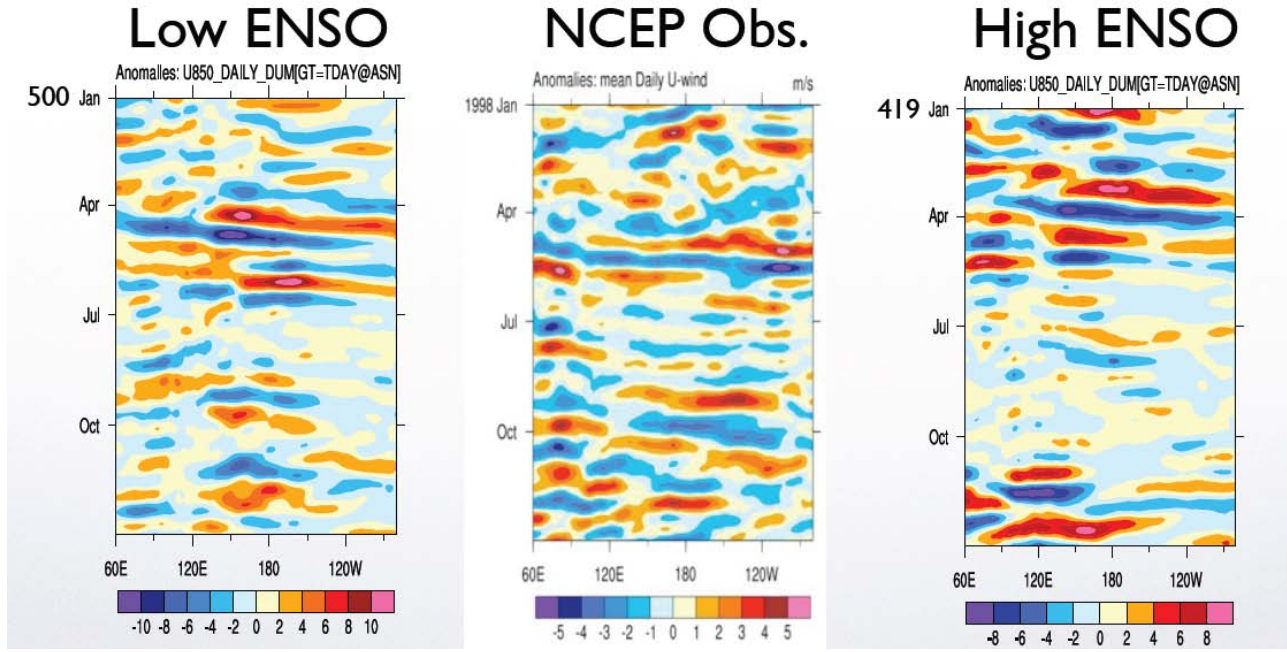 Low ENSO
Anomalies: U850_DAILY_DUM[GT=TDAY@ASN]
500 Jan
Apr
Jul
Oct
60E 120E 180 120W
-10 -8 -6 -4 -2 0 2 4 6 8 10
NCEP Obs.
Anomalies: mean Daily U-wind m/s
1998 Jan
Apr
Jul
Oct
60E 120E 180 120W
-5 -4 -3 -2 -1 0 1 2 3 4 5
High ENSO
Anomalies: U850_DAILY_DUM[GT=TDAY@ASN]
419 Jan
Apr
Jul
Oct
60E 120E 180 120W
-8 -6 -4 -2 0 2 4 6 8